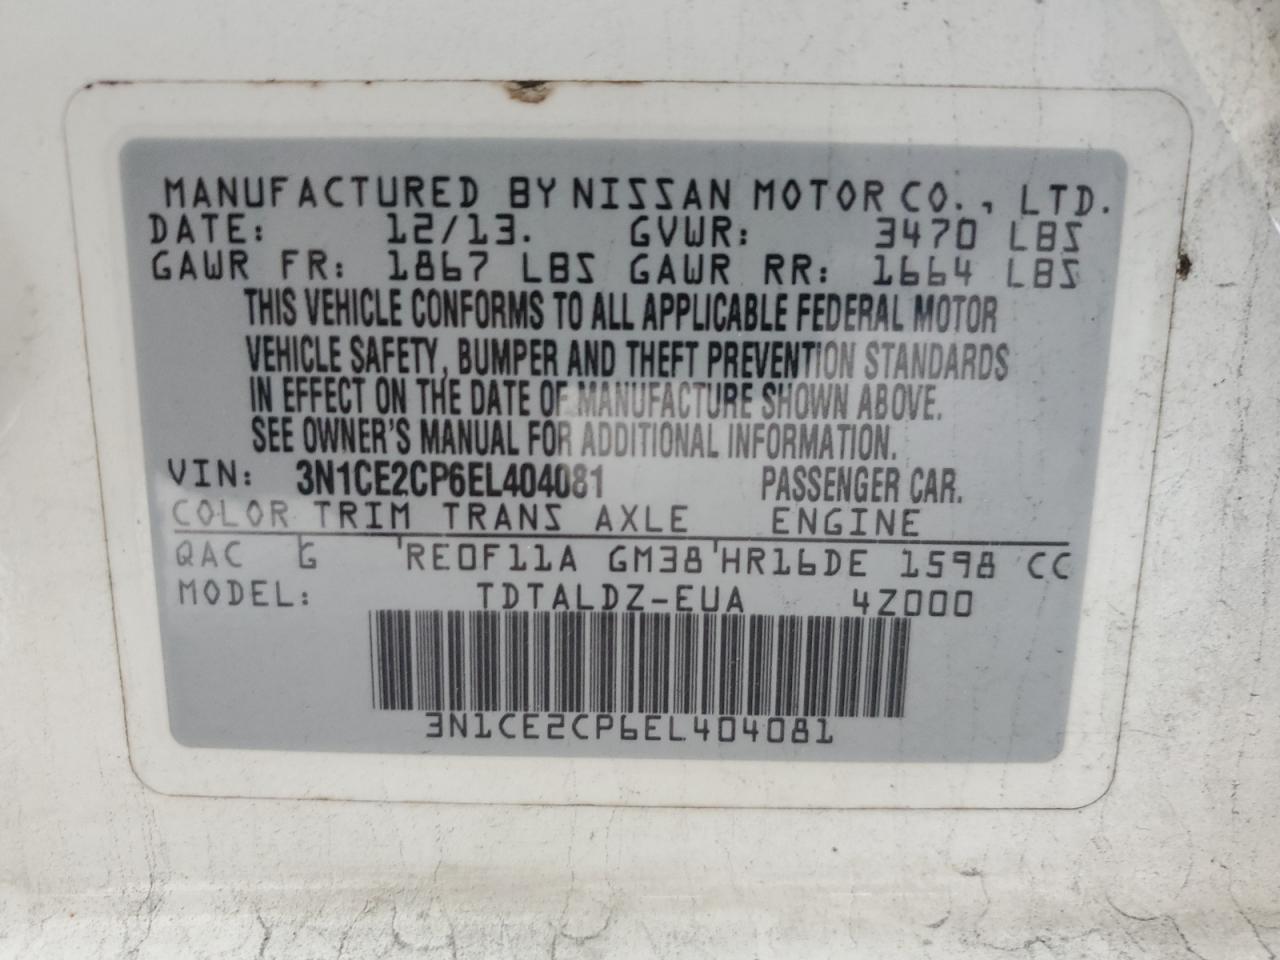 MANUFACTURED BY NISSAN MOTOR CO., LTD.
DATE: 12/13. GVWR: 3470 LBS
GAWR FR: 1867 LBS GAWR RR: 1664 LBS
THIS VEHICLE CONFORMS TO ALL APPLICABLE FEDERAL MOTOR
VEHICLE SAFETY, BUMPER AND THEFT PREVENTION STANDARDS
IN EFFECT ON THE DATE OF MANUFACTURE SHOWN ABOVE.
SEE OWNER'S MANUAL FOR ADDITIONAL INFORMATION.
VIN: 3N1CE2CP6EL404081 PASSENGER CAR.
COLOR TRIM TRANS AXLE ENGINE
QAC G RE0F11A GM38 HR16DE 1598 CC
MODEL: TDTALDZ-EUA 4Z000
3N1CE2CP6EL404081